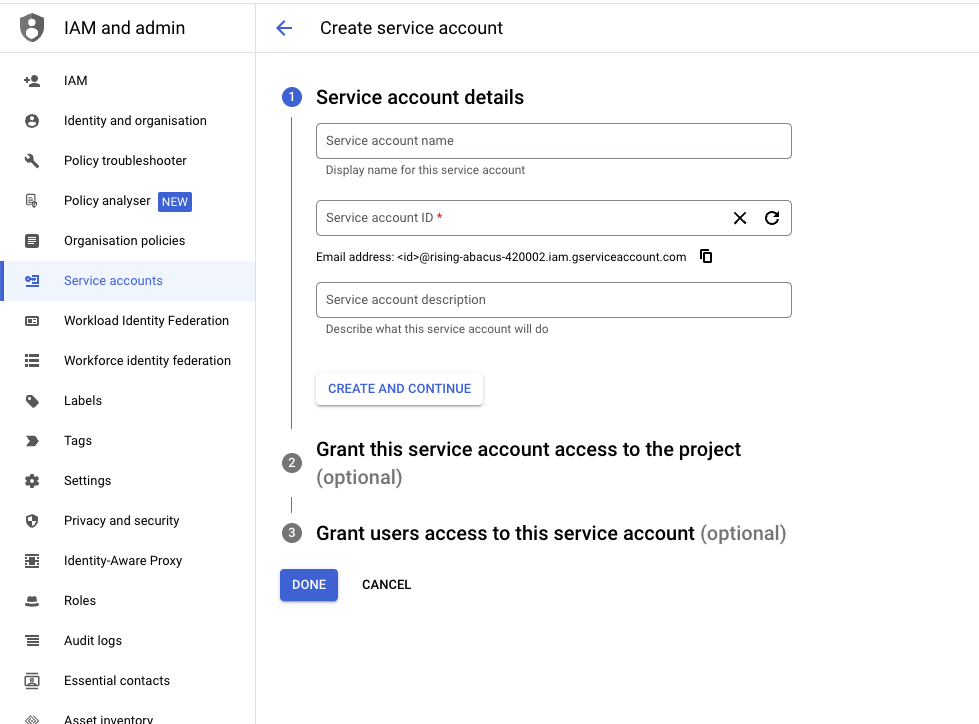 IAM and admin
Create service account
IAM
Identity and organisation
Policy troubleshooter
Policy analyser NEW
Organisation policies
Service accounts
Workload Identity Federation
Workforce identity federation
Labels
Tags
Settings
Privacy and security
Identity-Aware Proxy
Roles
Audit logs
Essential contacts
Asset inventory
1 Service account details
Service account name
Display name for this service account
Service account ID *
Email address: <id>@rising-abacus-420002.iam.gserviceaccount.com
Service account description
Describe what this service account will do
CREATE AND CONTINUE
2 Grant this service account access to the project
(optional)
3 Grant users access to this service account (optional)
DONE CANCEL